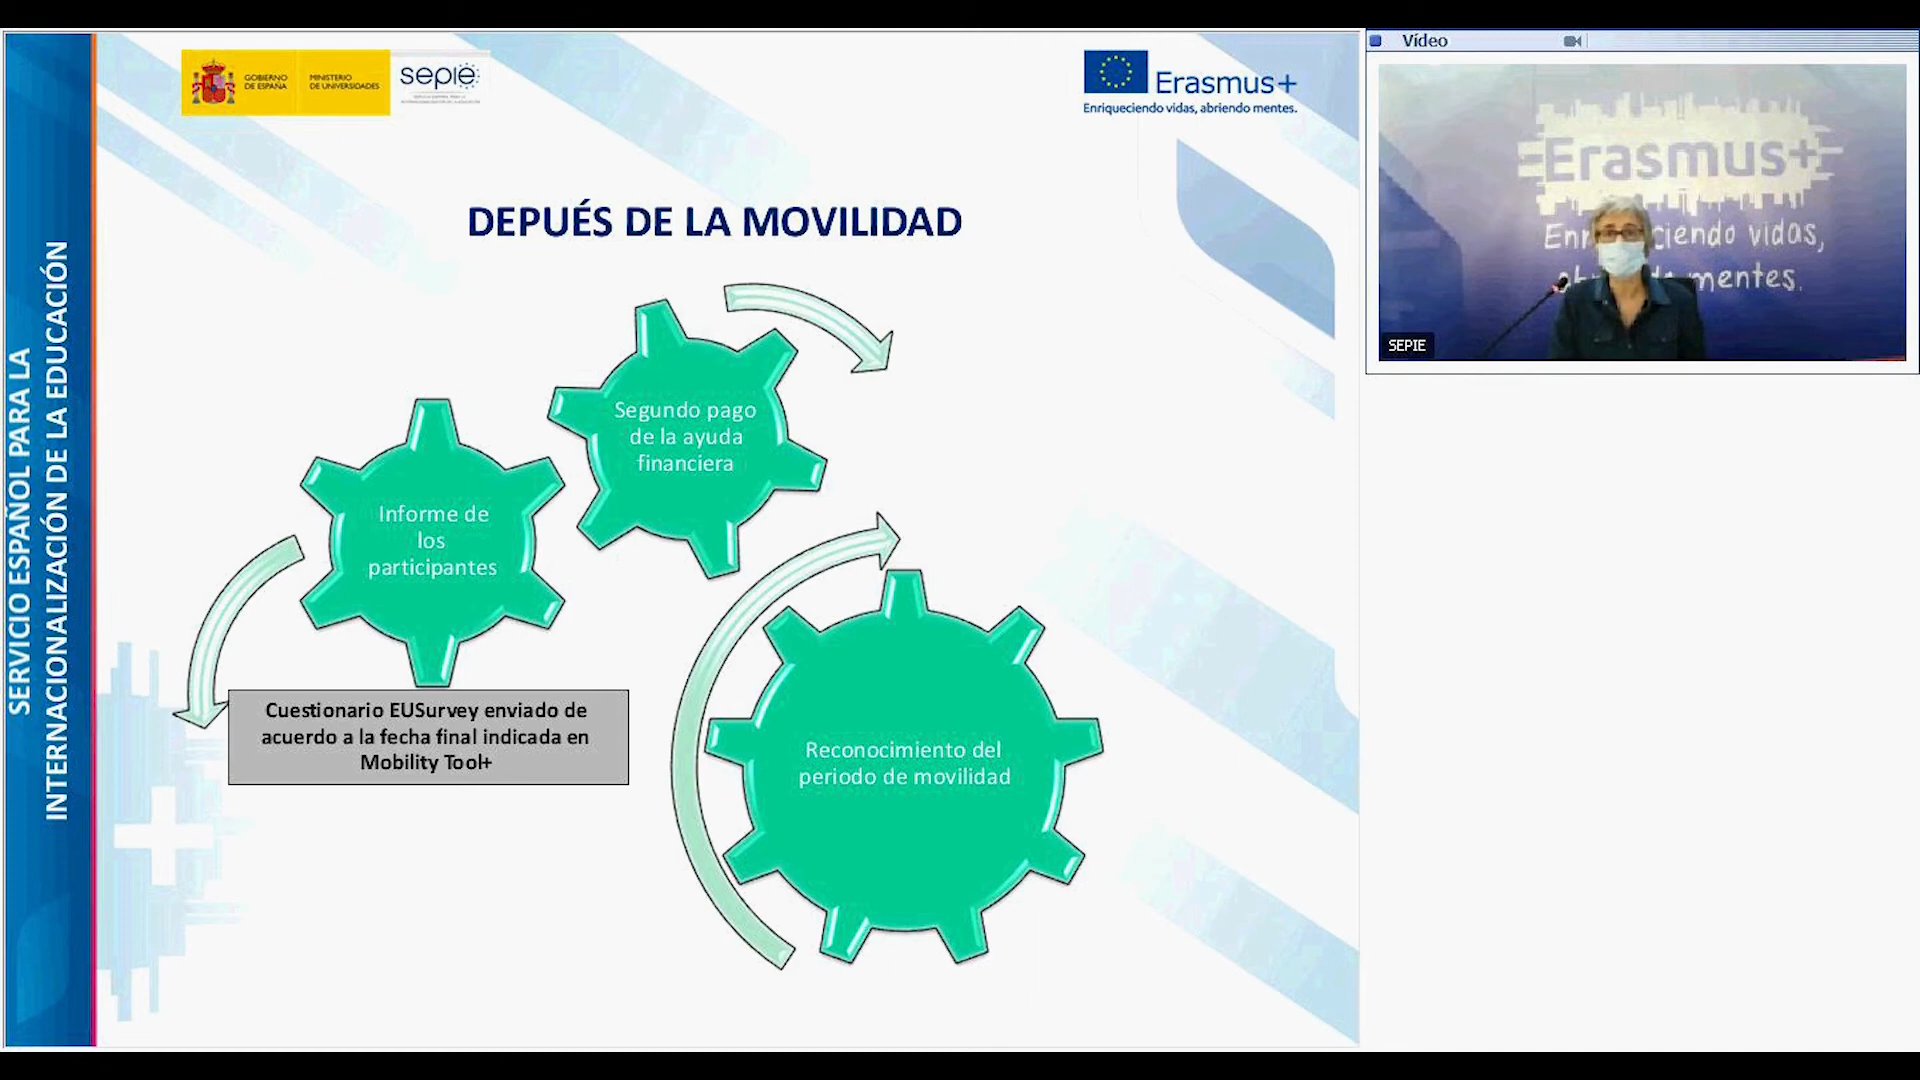 SERVICIO ESPAÑOL PARA LA
INTERNACIONALIZACIÓN DE LA EDUCACIÓN
GOBIERNO
DE ESPAÑA
MINISTERIO
DE UNIVERSIDADES
sepie
Erasmus+
Enriqueciendo vidas, abriendo mentes.
DEPUÉS DE LA MOVILIDAD
Segundo pago
de la ayuda
financiera
Informe de
los
participantes
Cuestionario EUSurvey enviado de
acuerdo a la fecha final indicada en
Mobility Tool+
Reconocimiento del
periodo de movilidad
Vídeo
Erasmus+
vidas,
mentes.
SEPIE